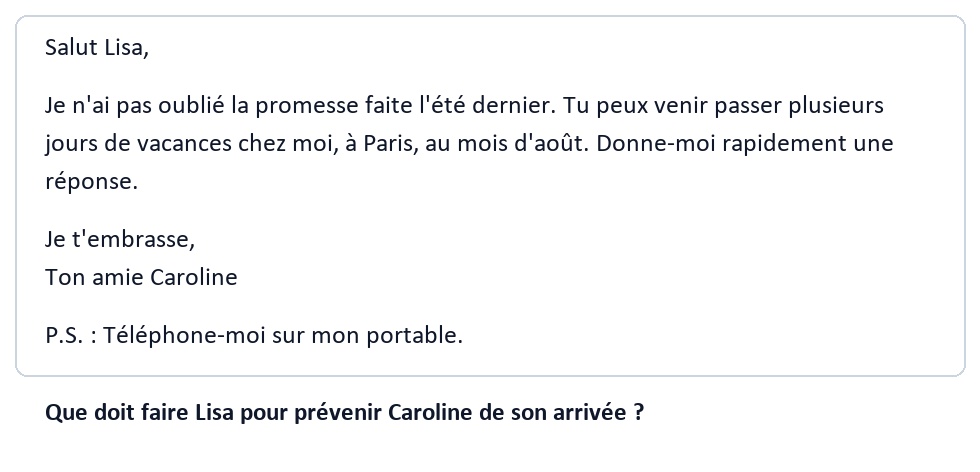 Salut Lisa,
Je n'ai pas oublié la promesse faite l'été dernier. Tu peux venir passer plusieurs
jours de vacances chez moi, à Paris, au mois d'août. Donne-moi rapidement une
réponse.
Je t'embrasse,
Ton amie Caroline
P.S. : Téléphone-moi sur mon portable.
Que doit faire Lisa pour prévenir Caroline de son arrivée ?